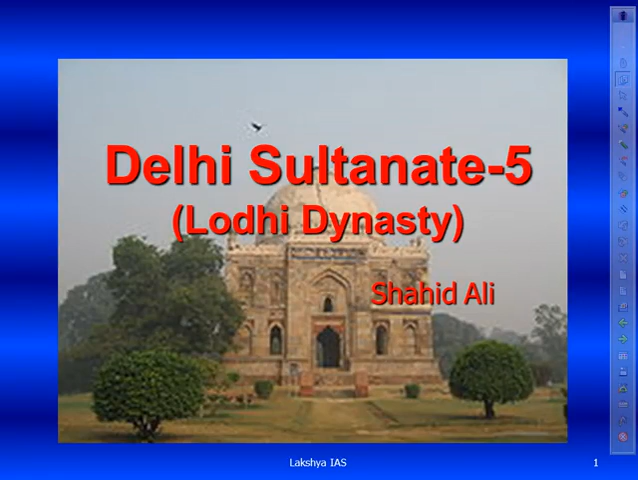 Delhi Sultanate-5
(Lodhi Dynasty)
Shahid Ali
Lakshya IAS
1